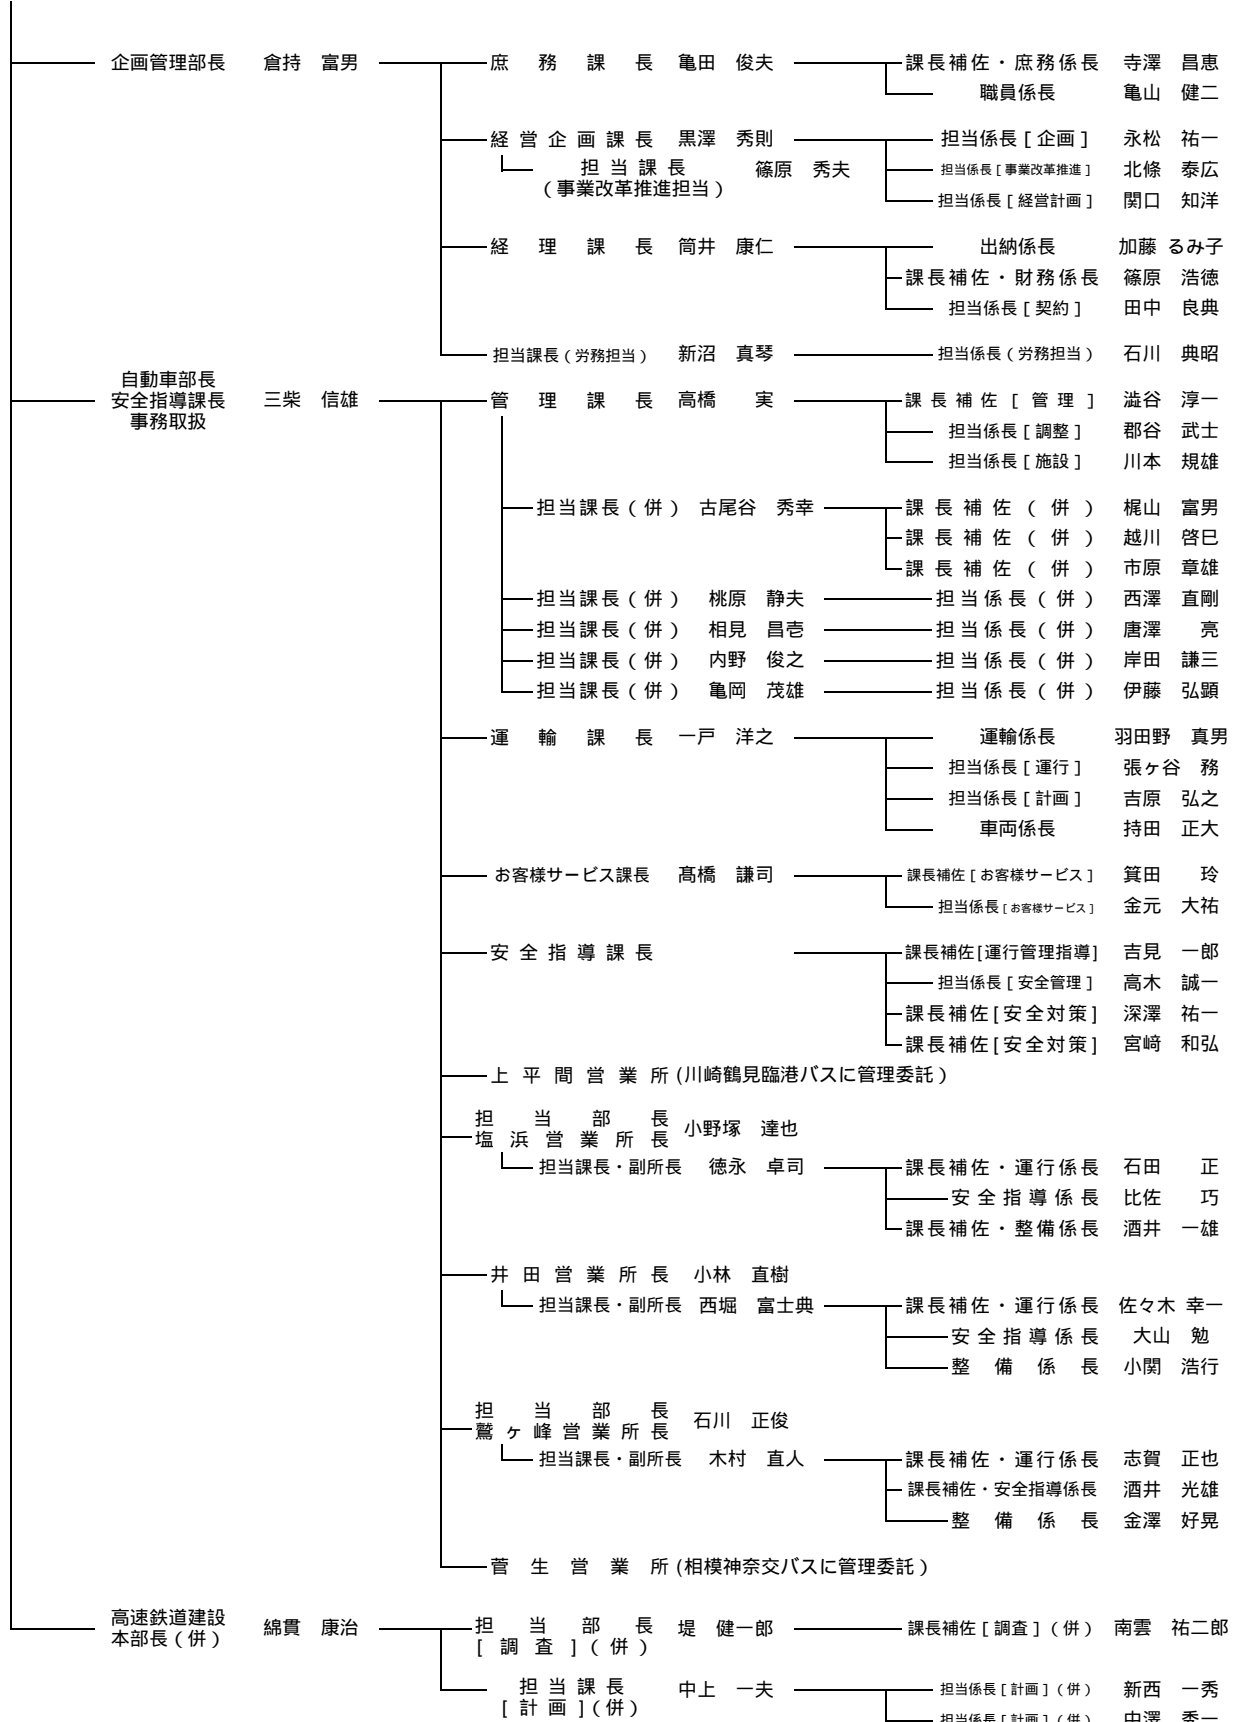 企画管理部長 倉持 富男 庶務課長 亀田 俊夫 課長補佐・庶務係長 寺澤 昌恵
職員係長 亀山 健二
経営企画課長 黒澤 秀則 担当係長[企画] 永松 祐一
担当課長 篠原 秀夫 担当係長[事業改革推進] 北條 泰広
(事業改革推進担当)
担当係長[経営計画] 関口 知洋
経理課長 筒井 康仁 出納係長 加藤 るみ子
課長補佐・財務係長 篠原 浩徳
担当係長[契約] 田中 良典
担当課長(労務担当) 新沼 真琴 担当係長(労務担当) 石川 典昭
自動車部長
安全指導課長 三柴 信雄 管理課長 高橋 実 課長補佐[管理] 澁谷 淳一
事務取扱
担当係長[調整] 郡谷 武士
担当係長[施設] 川本 規雄
担当課長(併) 古尾谷 秀幸 課長補佐(併) 梶山 富男
課長補佐(併) 越川 啓巳
課長補佐(併) 市原 章雄
担当課長(併) 桃原 静夫 担当係長(併) 西澤 直剛
担当課長(併) 相見 昌壱 担当係長(併) 唐澤 亮
担当課長(併) 内野 俊之 担当係長(併) 岸田 謙三
担当課長(併) 亀岡 茂雄 担当係長(併) 伊藤 弘顕
運輸課長 一戸 洋之 運輸係長 羽田野 真男
担当係長[運行] 張ヶ谷 務
担当係長[計画] 吉原 弘之
車両係長 持田 正大
お客様サービス課長 髙橋 謙司 課長補佐[お客様サービス] 箕田 玲
担当係長[お客様サービス] 金元 大祐
安全指導課長 課長補佐[運行管理指導] 吉見 一郎
担当係長[安全管理] 高木 誠一
課長補佐[安全対策] 深澤 祐一
課長補佐[安全対策] 宮﨑 和弘
上平間営業所(川崎鶴見臨港バスに管理委託)
担当部長
塩浜営業所長 小野塚 達也
担当課長・副所長 徳永 卓司 課長補佐・運行係長 石田 正
安全指導係長 比佐 巧
課長補佐・整備係長 酒井 一雄
井田営業所長 小林 直樹
担当課長・副所長 西堀 富士典 課長補佐・運行係長 佐々木 幸一
安全指導係長 大山 勉
整備係長 小関 浩行
担当部長
鷲ヶ峰営業所長 石川 正俊
担当課長・副所長 木村 直人 課長補佐・運行係長 志賀 正也
課長補佐・安全指導係長 酒井 光雄
整備係長 金澤 好晃
菅生営業所(相模神奈交バスに管理委託)
高速鉄道建設
本部長(併) 綿貫 康治 担当部長 堤 健一郎 課長補佐[調査](併) 南雲 祐二郎
[調査](併)
担当課長 中上 一夫 担当係長[計画](併) 新西 一秀
[計画](併)
担当係長[計画](併) 中澤 秀一